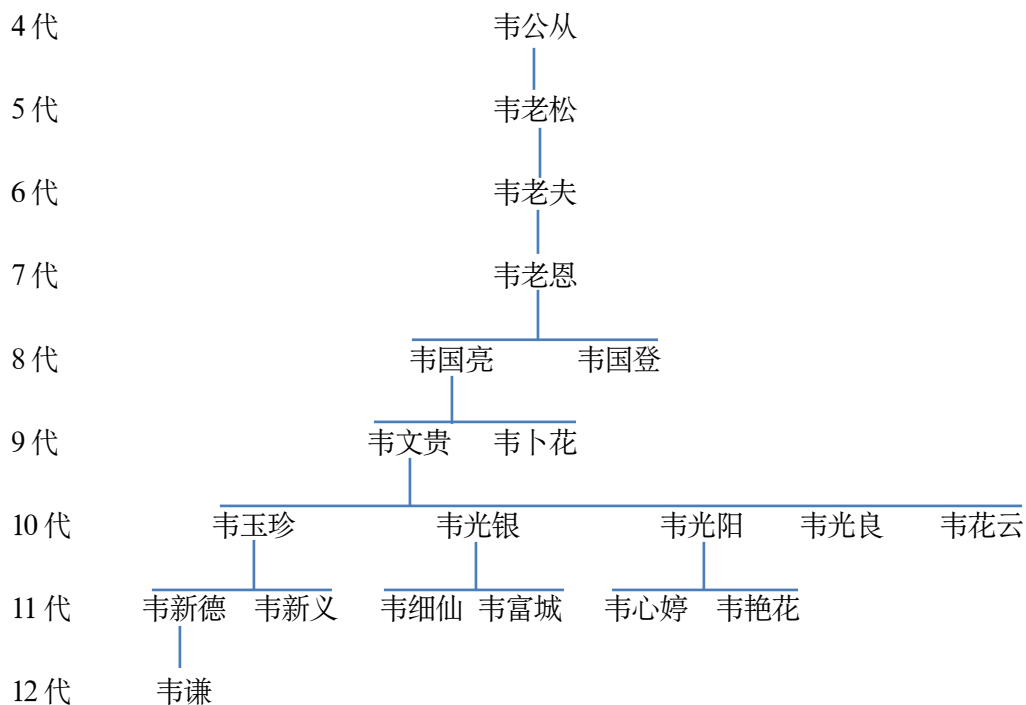 4代 韦公从
5代 韦老松
6代 韦老夫
7代 韦老恩
8代 韦国亮 韦国登
9代 韦文贵 韦卜花
10代 韦玉珍 韦光银 韦光阳 韦光良 韦花云
11代 韦新德 韦新义 韦细仙 韦富城 韦心婷 韦艳花
12代 韦谦